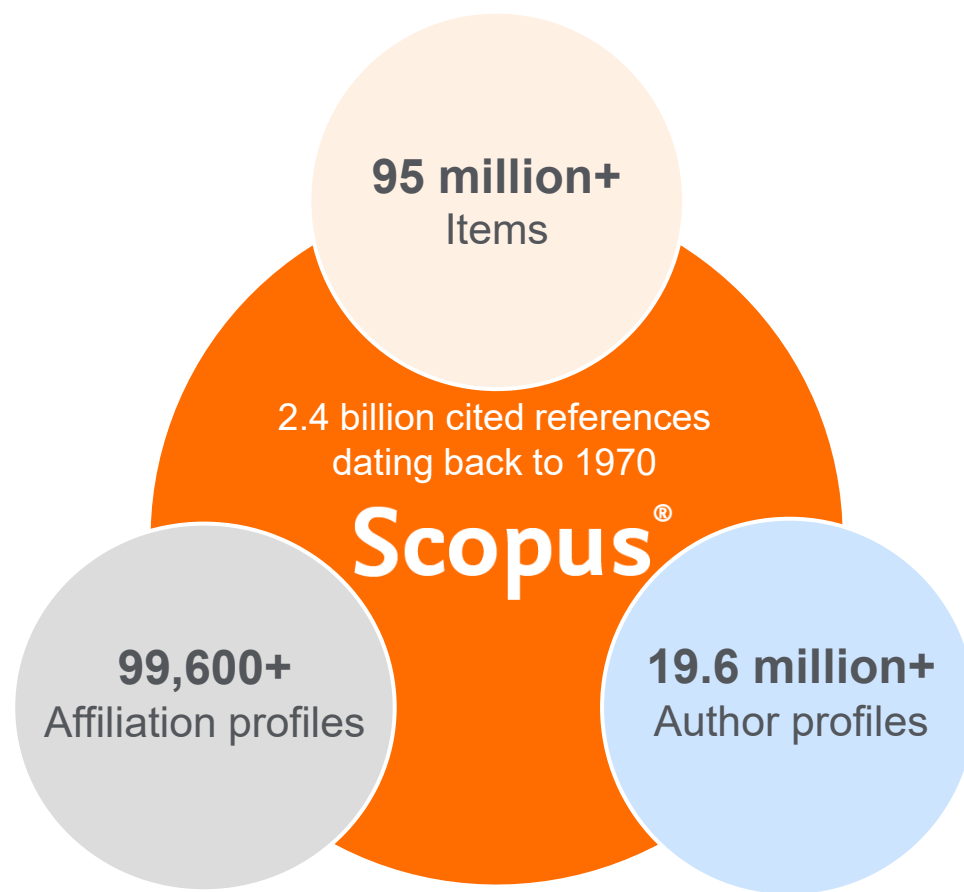 95 million+
Items
2.4 billion cited references
dating back to 1970
Scopus®
99,600+
Affiliation profiles
19.6 million+
Author profiles